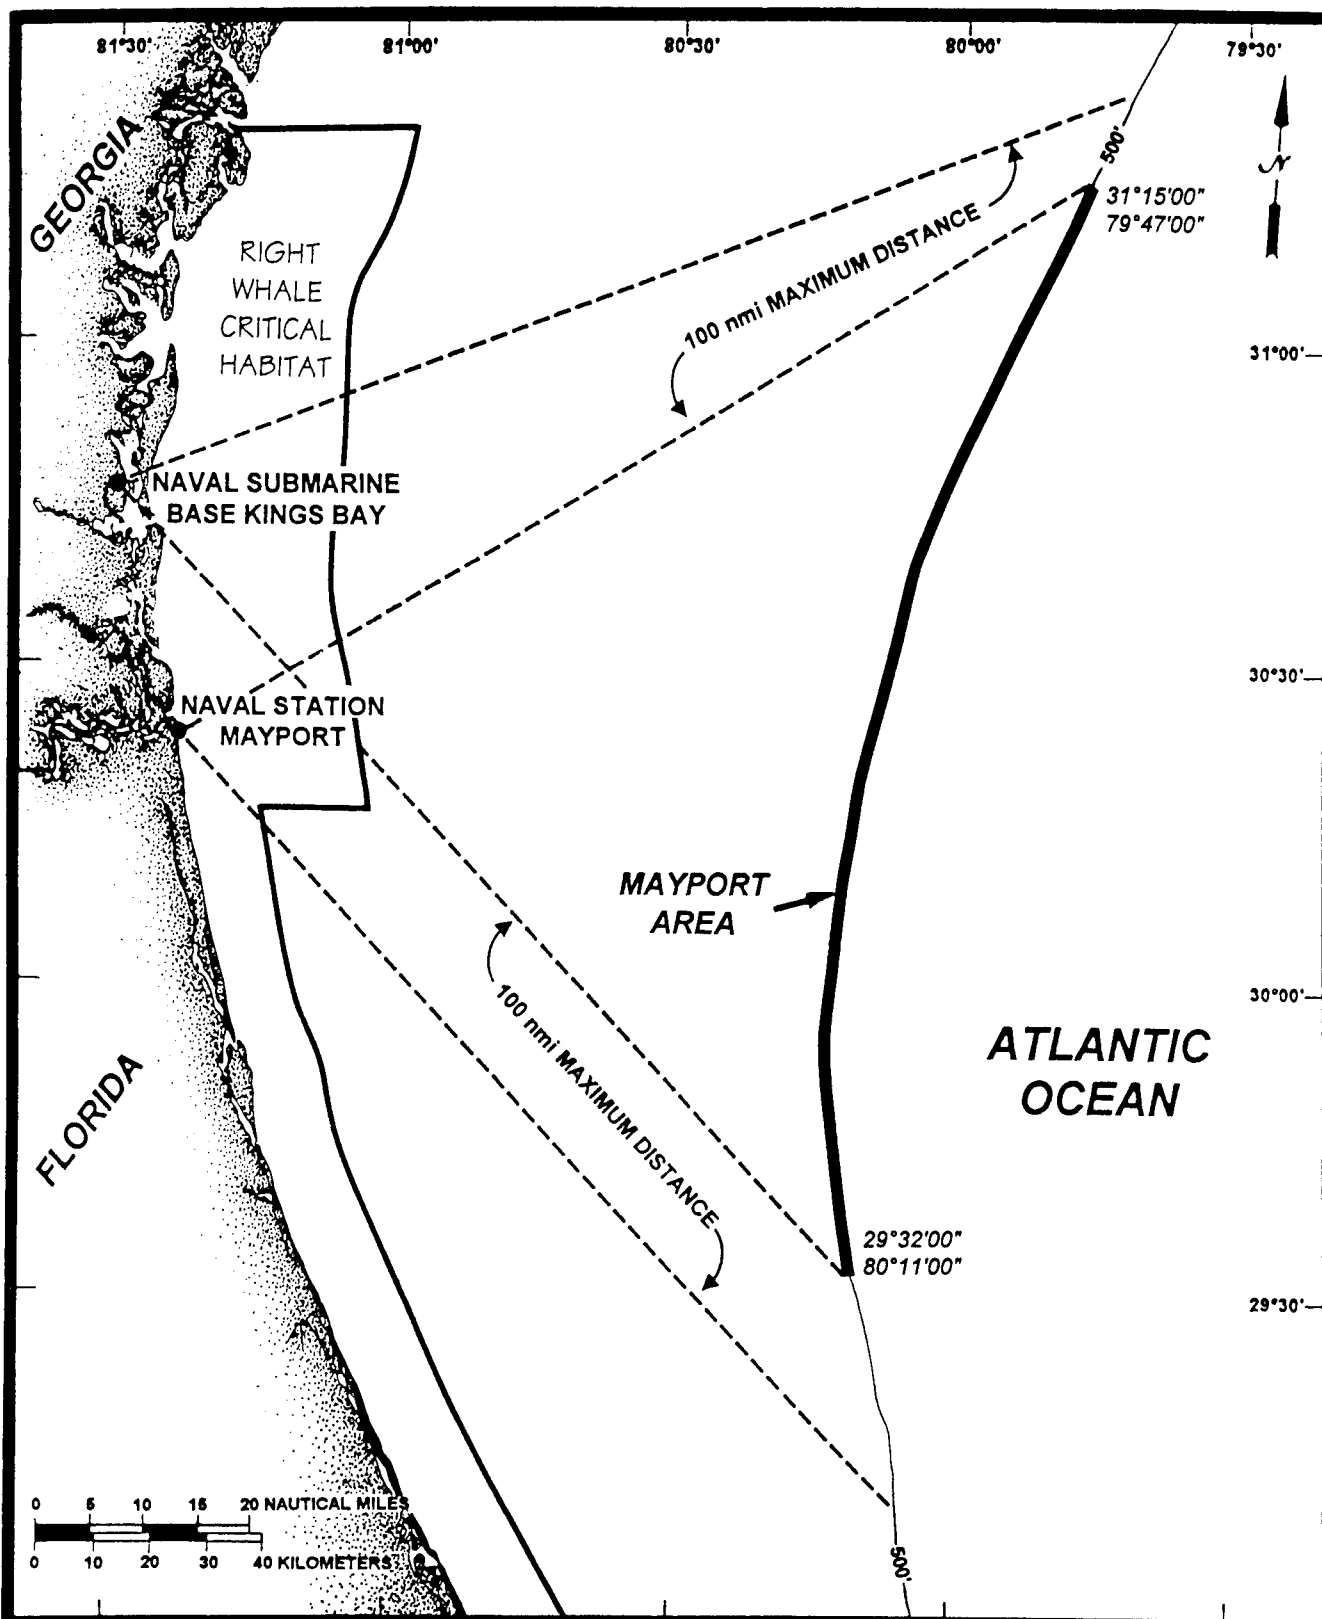 81°30'
81°00'
80°30'
80°00'
79°30'
GEORGIA
500'
N
31°15'00"
79°47'00"
RIGHT
WHALE
CRITICAL
HABITAT
100 nmi MAXIMUM DISTANCE
31°00'
NAVAL SUBMARINE
BASE KINGS BAY
30°30'
NAVAL STATION
MAYPORT
MAYPORT
AREA
30°00'
100 nmi MAXIMUM DISTANCE
ATLANTIC
OCEAN
FLORIDA
29°32'00"
80°11'00"
29°30'
0 5 10 15 20 NAUTICAL MILES
0 10 20 30 40 KILOMETERS
500'